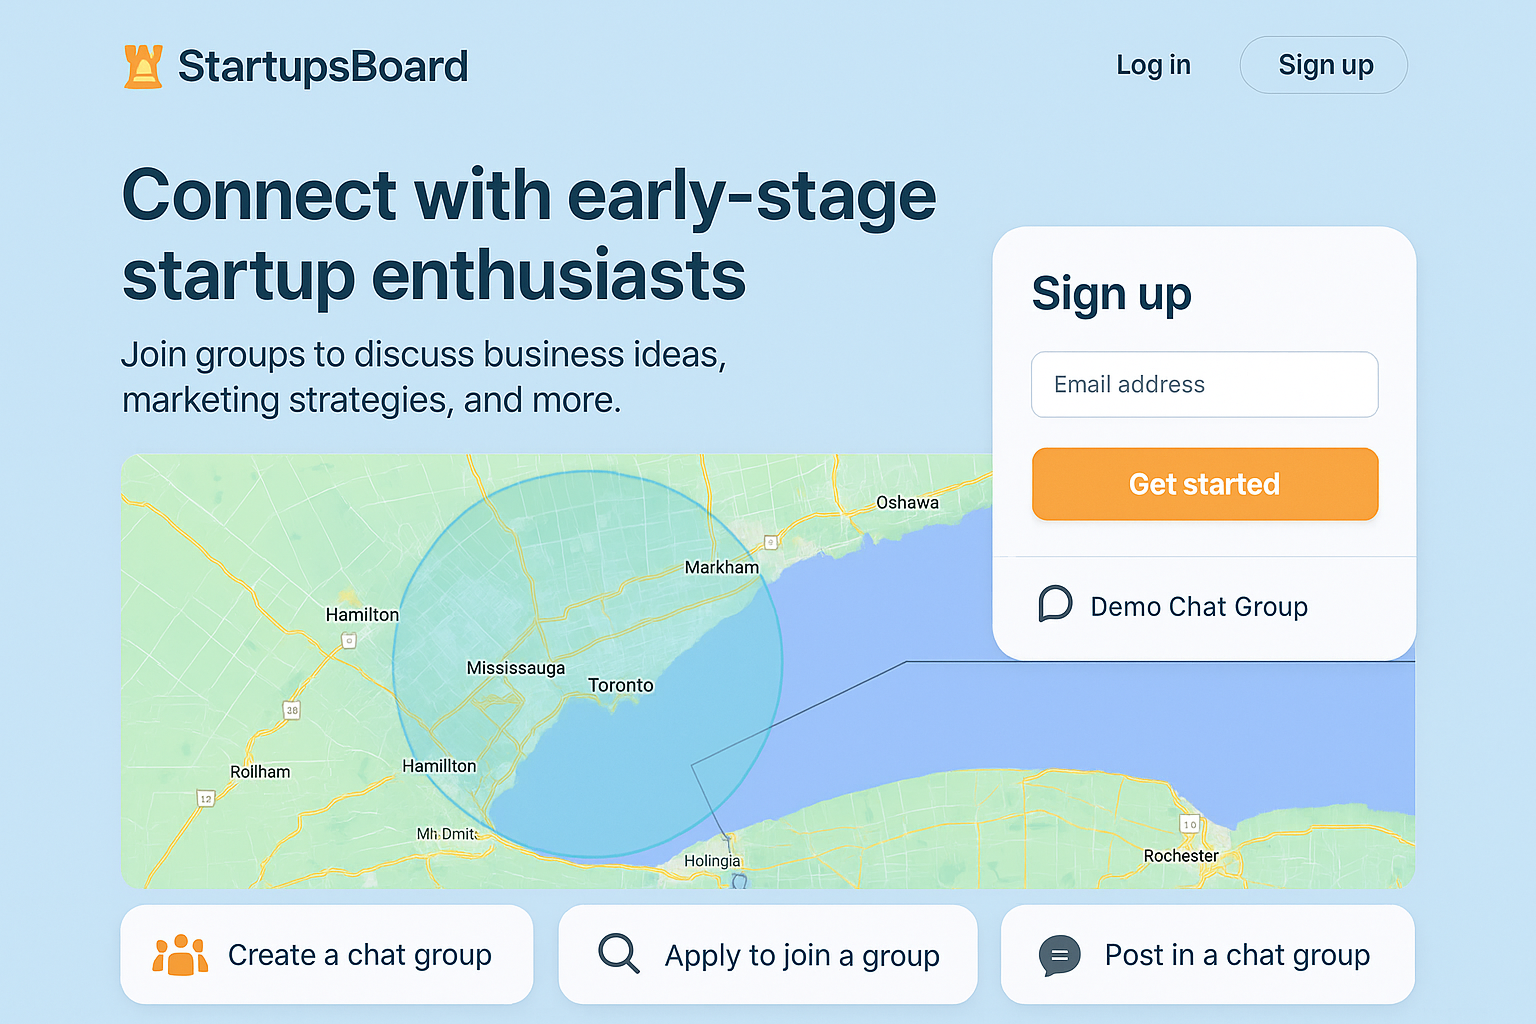 StartupsBoard
Log in
Sign up
Connect with early-stage
startup enthusiasts
Join groups to discuss business ideas,
marketing strategies, and more.
Sign up
Email address
Get started
Demo Chat Group
Oshawa
9
Markham
Hamilton
Mississauga
Toronto
38
Hamillton
Roilham
12
Mh Dmit
10
Holingia
Rochester
Create a chat group
Apply to join a group
Post in a chat group